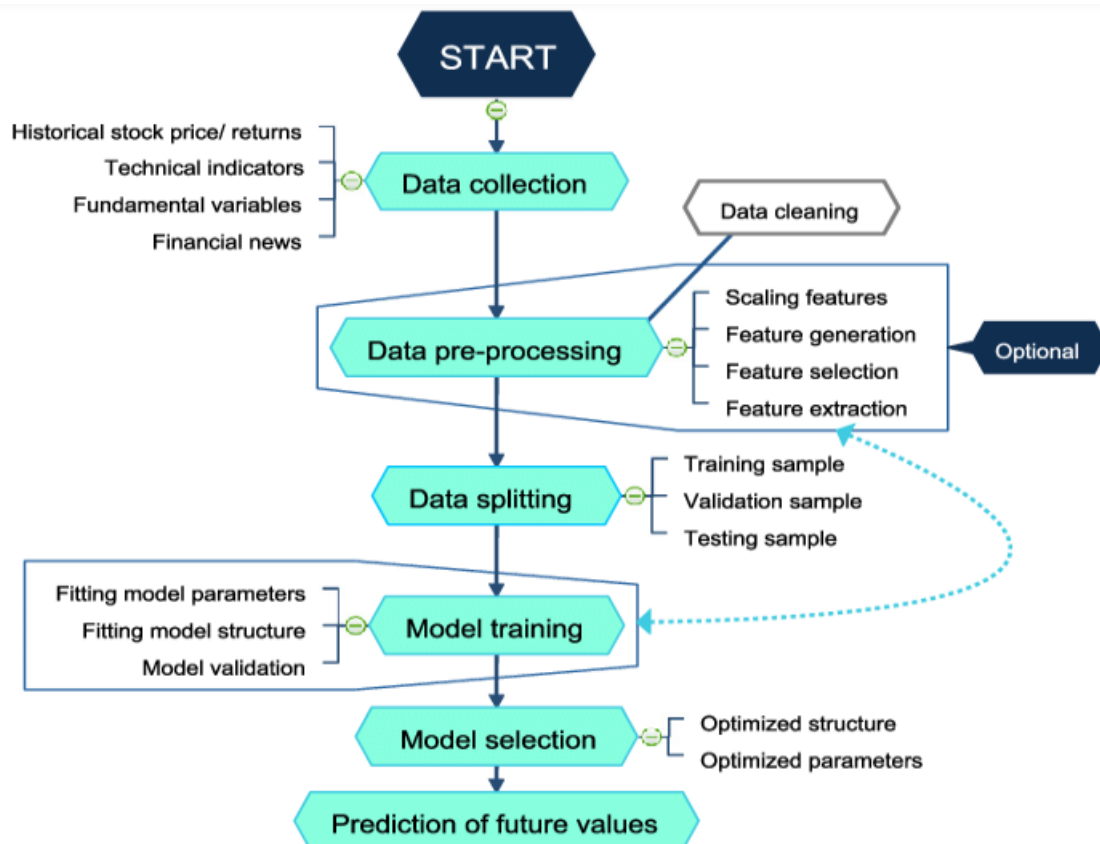 START
Historical stock price/ returns
Technical indicators
Fundamental variables
Financial news
Data collection
Data cleaning
Data pre-processing
Scaling features
Feature generation
Feature selection
Feature extraction
Optional
Data splitting
Training sample
Validation sample
Testing sample
Fitting model parameters
Fitting model structure
Model validation
Model training
Model selection
Optimized structure
Optimized parameters
Prediction of future values